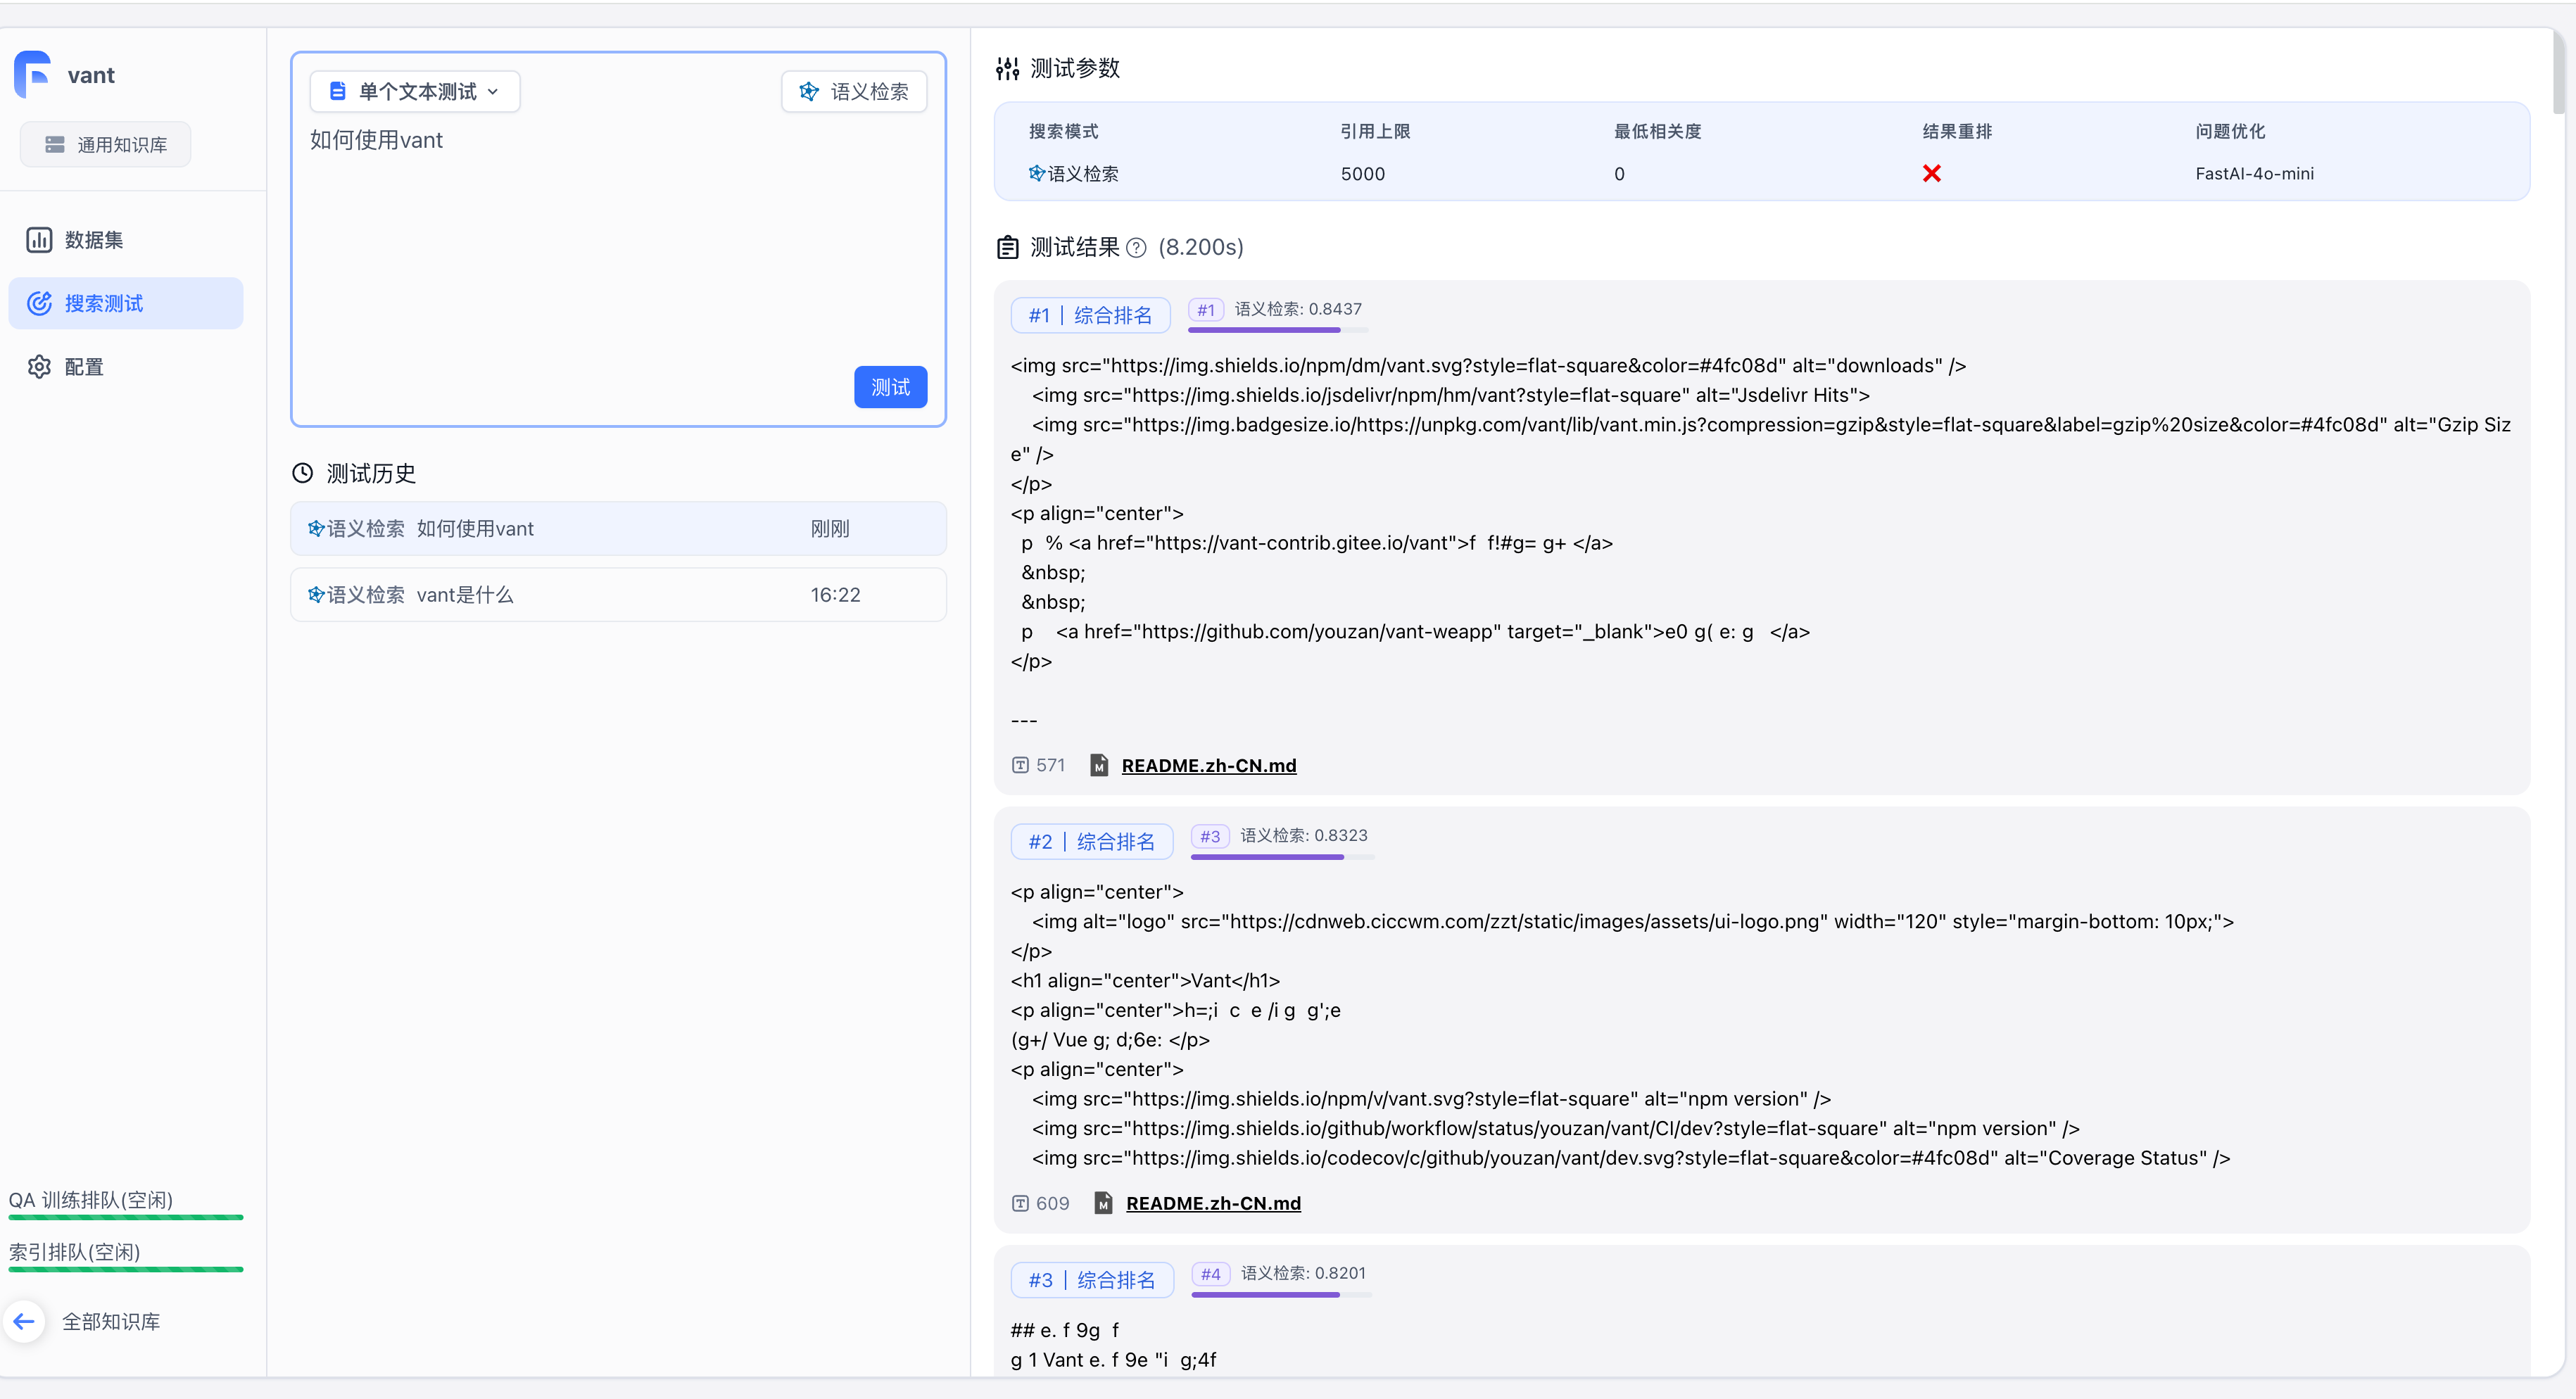 vant
通用知识库
数据集
搜索测试
配置
QA 训练排队(空闲)
索引排队(空闲)
全部知识库
单个文本测试
语义检索
如何使用vant
测试
测试历史
语义检索 如何使用vant 刚刚
语义检索 vant是什么 16:22
测试参数
搜索模式 引用上限 最低相关度 结果重排 问题优化
语义检索 5000 0 FastAI-4o-mini
测试结果 (8.200s)
#1 | 综合排名 #1 语义检索: 0.8437
<img src="https://img.shields.io/npm/dm/vant.svg?style=flat-square&color=#4fc08d" alt="downloads" />
<img src="https://img.shields.io/jsdelivr/npm/hm/vant?style=flat-square" alt="Jsdelivr Hits">
<img src="https://img.badgesize.io/https://unpkg.com/vant/lib/vant.min.js?compression=gzip&style=flat-square&label=gzip%20size&color=#4fc08d" alt="Gzip Siz
e" />
</p>
<p align="center">
p % <a href="https://vant-contrib.gitee.io/vant">f f!#g= g+ </a>
&nbsp;
&nbsp;
p <a href="https://github.com/youzan/vant-weapp" target="_blank">e0 g( e: g </a>
</p>
---
571 README.zh-CN.md
#2 | 综合排名 #3 语义检索: 0.8323
<p align="center">
<img alt="logo" src="https://cdnweb.ciccwm.com/zzt/static/images/assets/ui-logo.png" width="120" style="margin-bottom: 10px;">
</p>
<h1 align="center">Vant</h1>
<p align="center">h=;i c e /i g g';e
(g+/ Vue g; d;6e: </p>
<p align="center">
<img src="https://img.shields.io/npm/v/vant.svg?style=flat-square" alt="npm version" />
<img src="https://img.shields.io/github/workflow/status/youzan/vant/CI/dev?style=flat-square" alt="npm version" />
<img src="https://img.shields.io/codecov/c/github/youzan/vant/dev.svg?style=flat-square&color=#4fc08d" alt="Coverage Status" />
609 README.zh-CN.md
#3 | 综合排名 #4 语义检索: 0.8201
## e. f 9g f
g 1 Vant e. f 9e "i g;4f